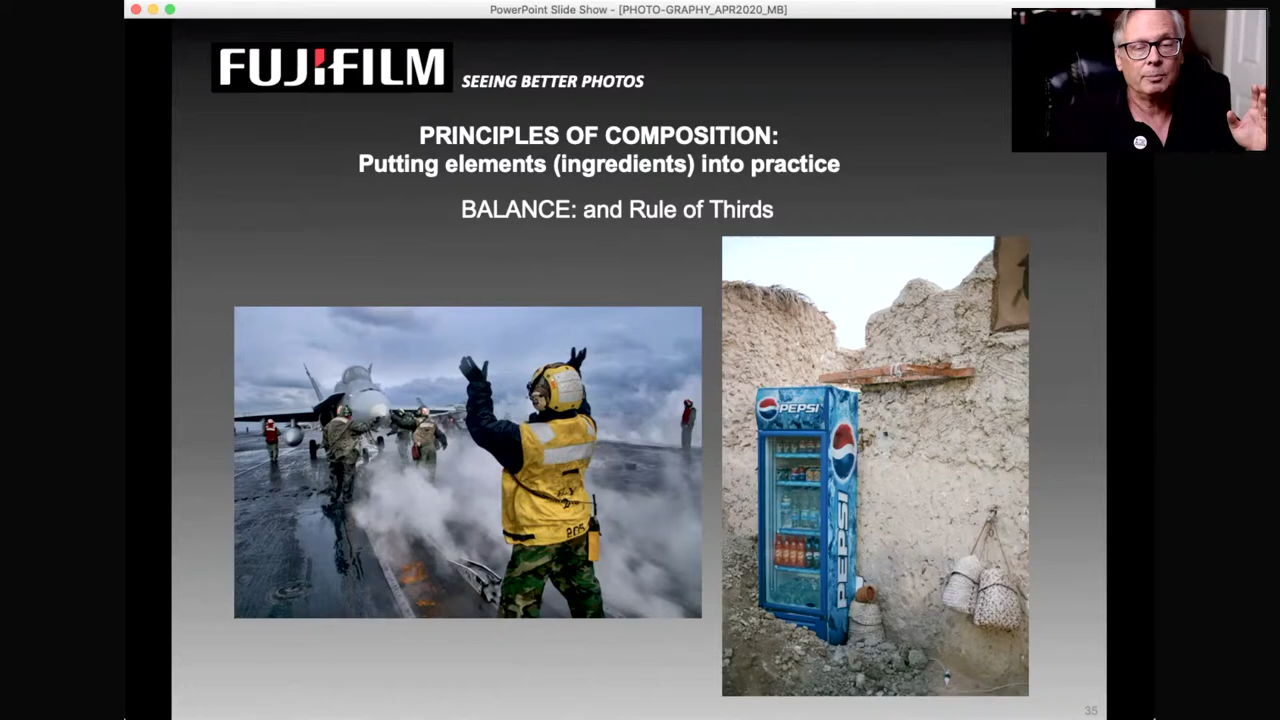 PowerPoint Slide Show - [PHOTO-GRAPHY_APR2020_MB]
FUJIFILM SEEING BETTER PHOTOS
PRINCIPLES OF COMPOSITION:
Putting elements (ingredients) into practice
BALANCE: and Rule of Thirds
PEPSI
PEPSI
35